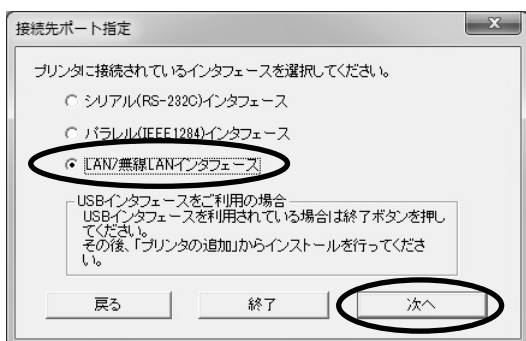 接続先ポート指定
プリンタに接続されているインタフェースを選択してください。
シリアル(RS-232C)インタフェース
パラレル(IEEE1284)インタフェース
LAN/無線LANインタフェース
USBインタフェースをご利用の場合
USBインタフェースを利用されている場合は終了ボタンを押し
てください。
その後、「プリンタの追加」からインストールを行ってくださ
い。
戻る
終了
次へ